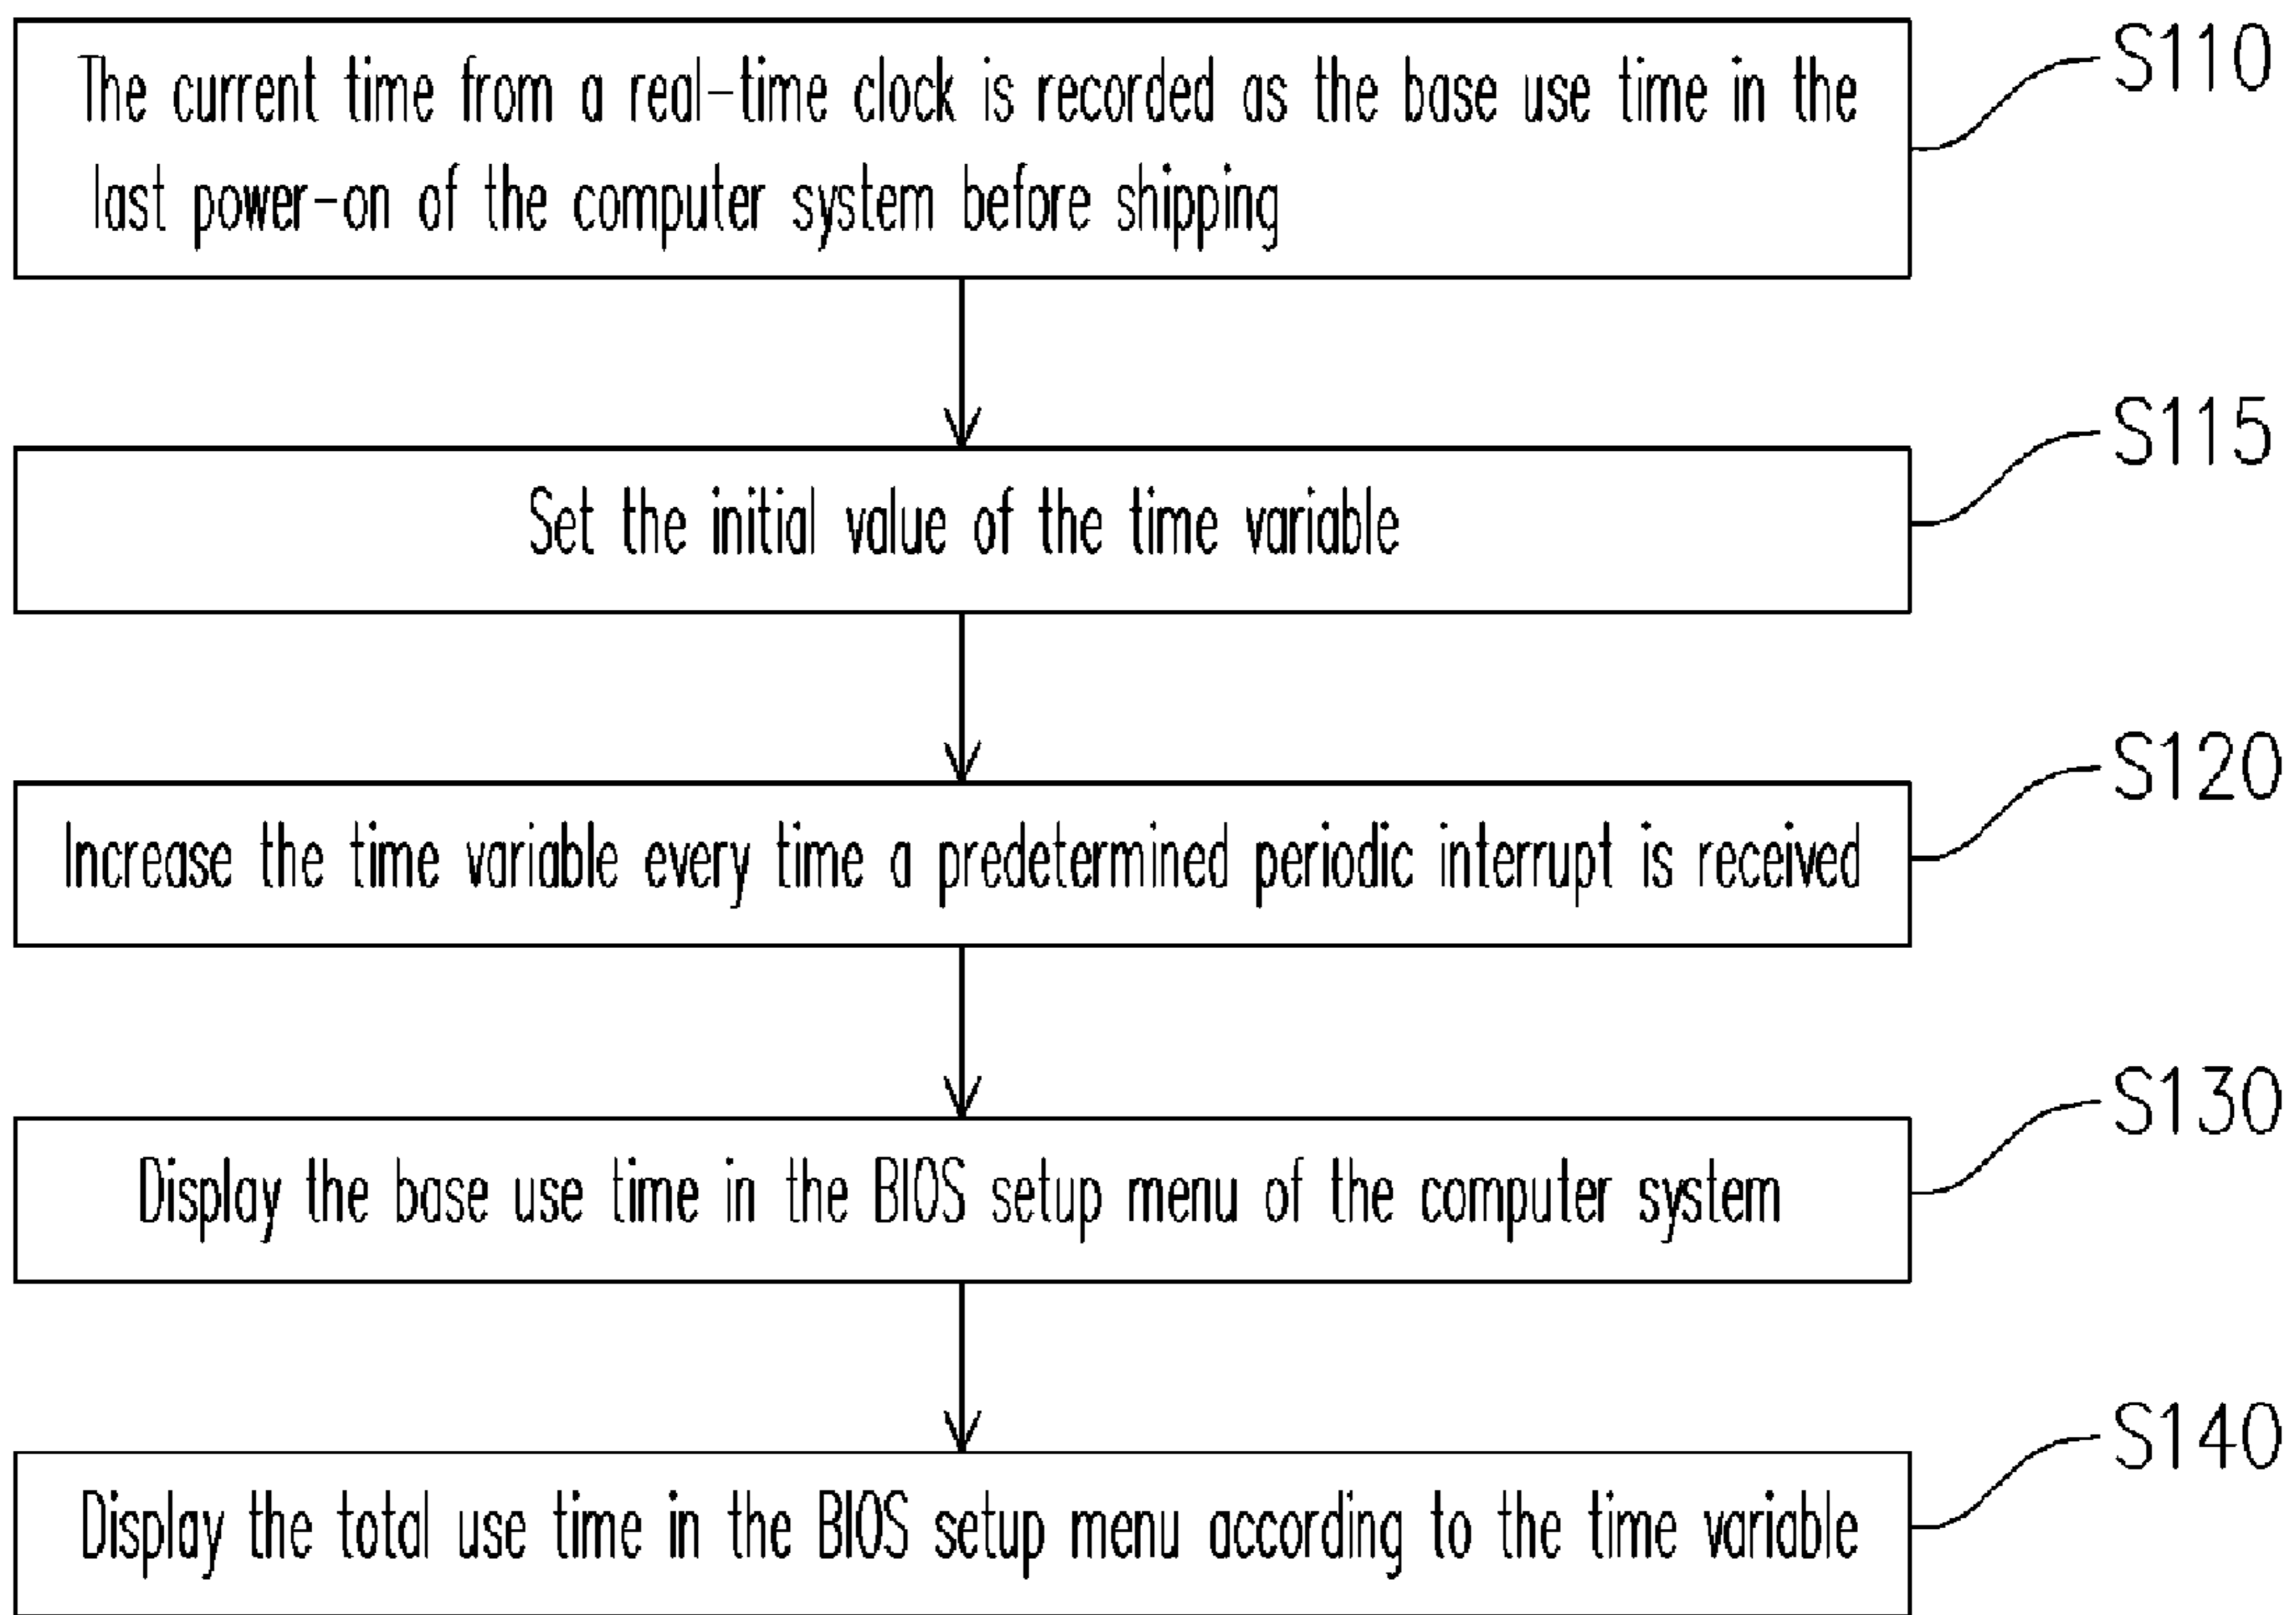 The current time from a real-time clock is recorded as the base use time in the
last power-on of the computer system before shipping
S110
Set the initial value of the time variable
S115
Increase the time variable every time a predetermined periodic interrupt is received
S120
Display the base use time in the BIOS setup menu of the computer system
S130
Display the total use time in the BIOS setup menu according to the time variable
S140